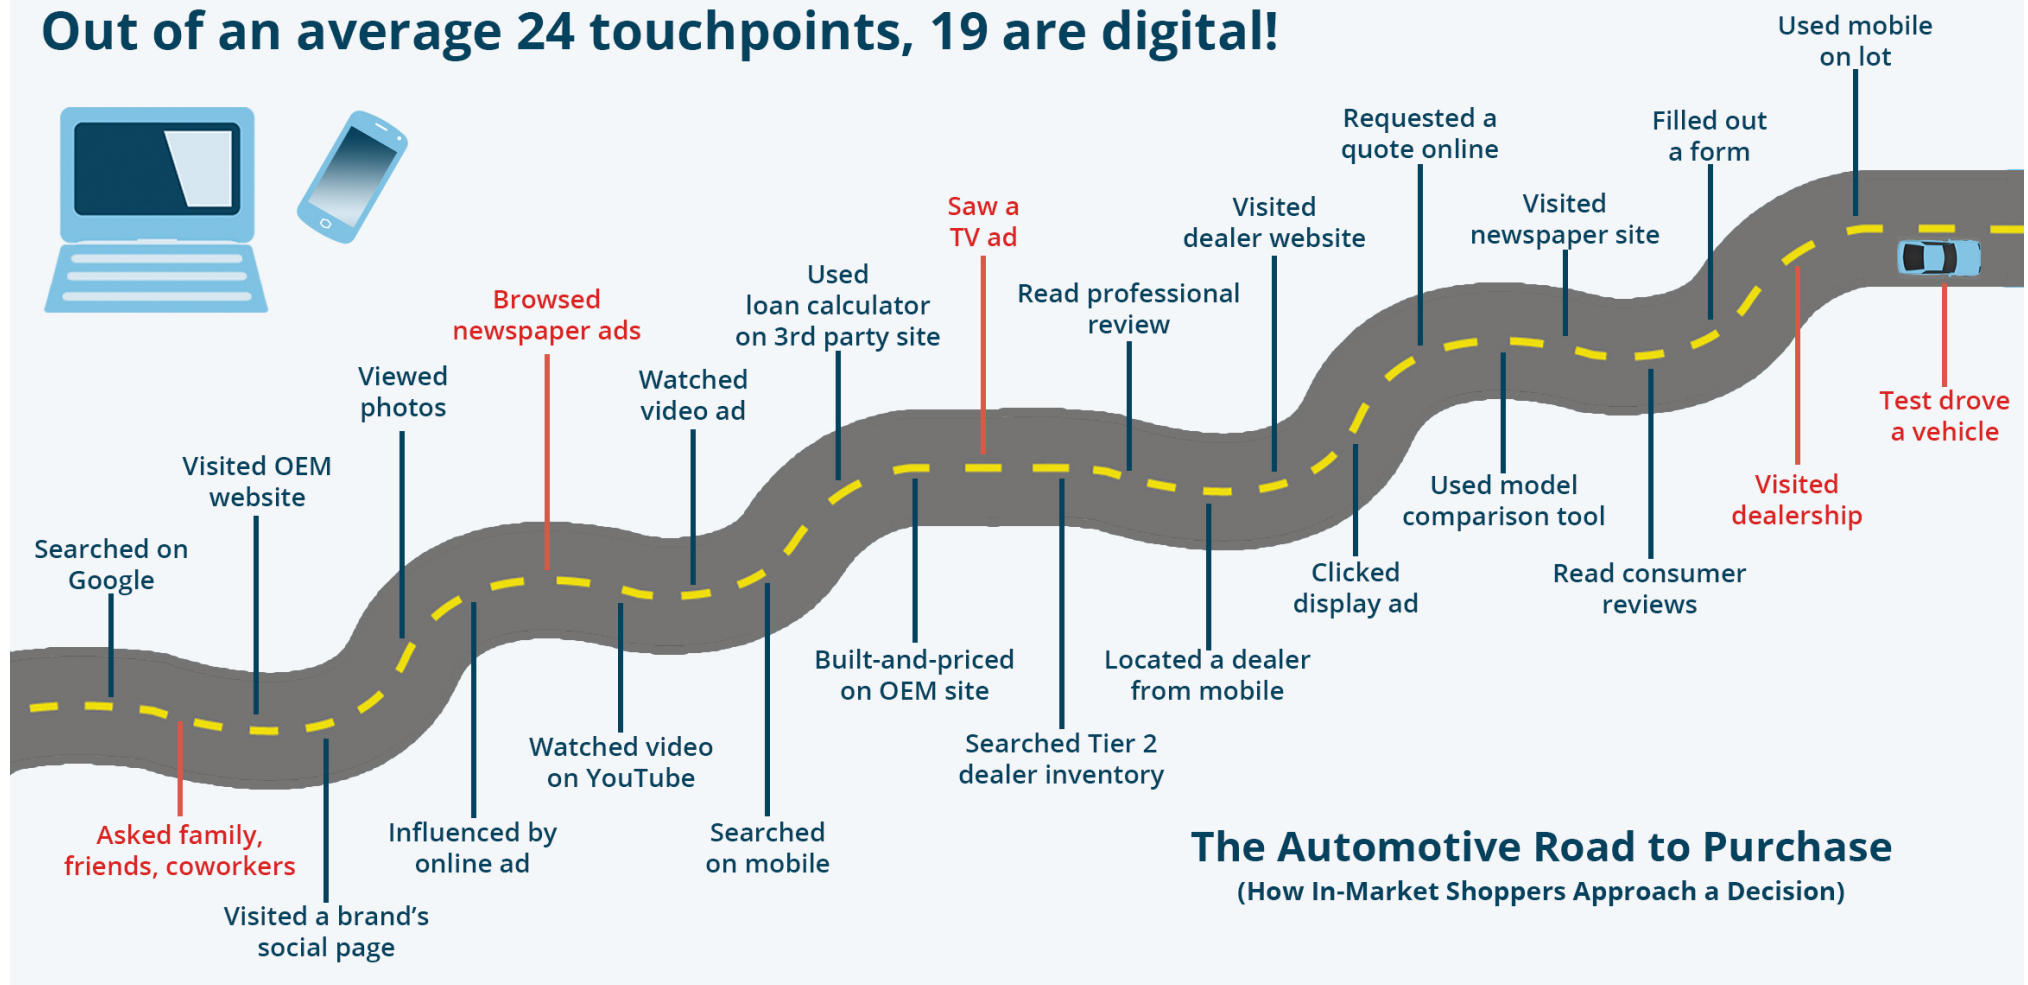 Out of an average 24 touchpoints, 19 are digital!
Searched on
Google
Asked family,
friends, coworkers
Visited OEM
website
Visited a brand’s
social page
Viewed
photos
Influenced by
online ad
Browsed
newspaper ads
Watched video
on YouTube
Watched
video ad
Searched
on mobile
Used
loan calculator
on 3rd party site
Built-and-priced
on OEM site
Saw a
TV ad
Searched Tier 2
dealer inventory
Read professional
review
Located a dealer
from mobile
Visited
dealer website
Clicked
display ad
Requested a
quote online
Used model
comparison tool
Visited
newspaper site
Read consumer
reviews
Filled out
a form
Visited
dealership
Used mobile
on lot
Test drove
a vehicle
The Automotive Road to Purchase
(How In-Market Shoppers Approach a Decision)